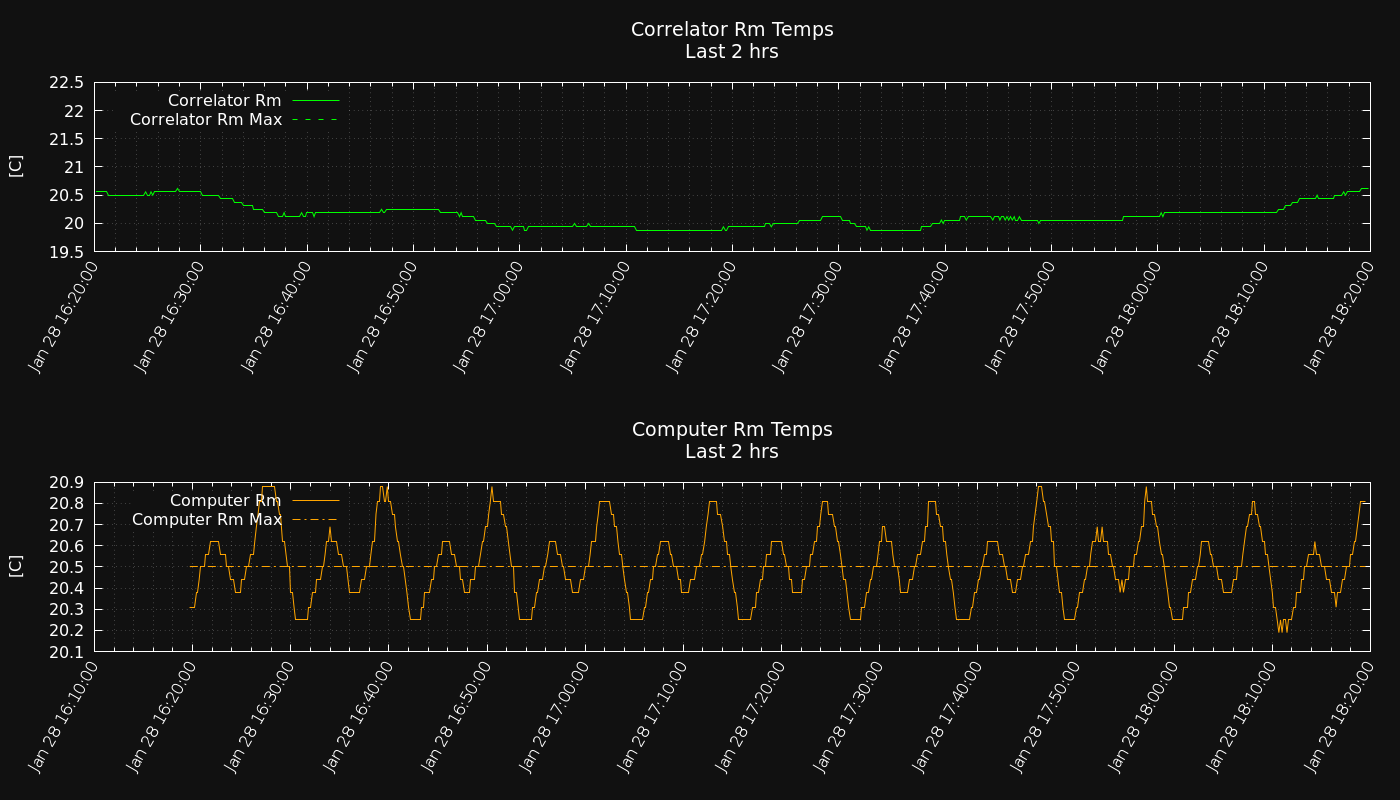 Correlator Rm Temps
Last 2 hrs
22.5
22
21.5
21
20.5
20
19.5
[C]
Correlator Rm
Correlator Rm Max
Jan 28 16:20:00
Jan 28 16:30:00
Jan 28 16:40:00
Jan 28 16:50:00
Jan 28 17:00:00
Jan 28 17:10:00
Jan 28 17:20:00
Jan 28 17:30:00
Jan 28 17:40:00
Jan 28 17:50:00
Jan 28 18:00:00
Jan 28 18:10:00
Jan 28 18:20:00
Computer Rm Temps
Last 2 hrs
20.9
20.8
20.7
20.6
20.5
20.4
20.3
20.2
20.1
[C]
Computer Rm
Computer Rm Max
Jan 28 16:10:00
Jan 28 16:20:00
Jan 28 16:30:00
Jan 28 16:40:00
Jan 28 16:50:00
Jan 28 17:00:00
Jan 28 17:10:00
Jan 28 17:20:00
Jan 28 17:30:00
Jan 28 17:40:00
Jan 28 17:50:00
Jan 28 18:00:00
Jan 28 18:10:00
Jan 28 18:20:00